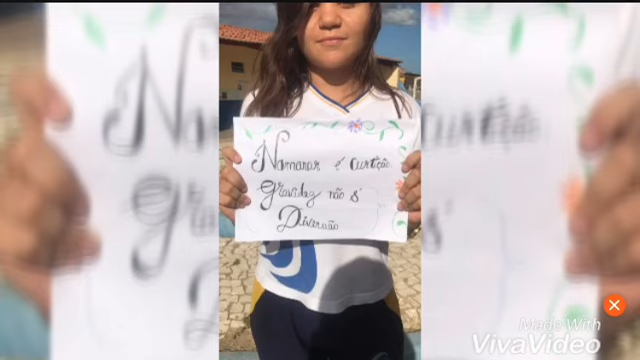 Namorar é curtição
Gravidez não é
Diversão
Made With
VivaVideo